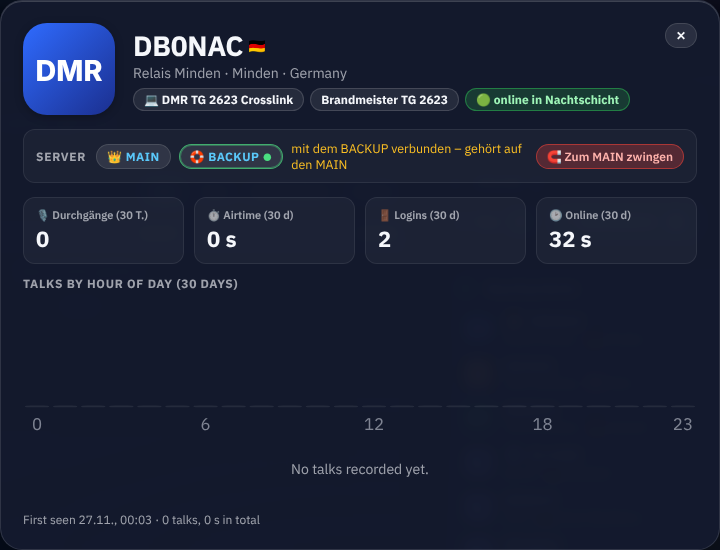 DMR
DB0NAC 🇩🇪
Relais Minden · Minden · Germany
💻 DMR TG 2623 Crosslink
Brandmeister TG 2623
🟢 online in Nachtschicht
×
SERVER
👑 MAIN
🛟 BACKUP
mit dem BACKUP verbunden – gehört auf
den MAIN
🧲 Zum MAIN zwingen
🎙️ Durchgänge (30 T.)
0
⏱️ Airtime (30 d)
0 s
🚪 Logins (30 d)
2
🕑 Online (30 d)
32 s
TALKS BY HOUR OF DAY (30 DAYS)
0 6 12 18 23
No talks recorded yet.
First seen 27.11., 00:03 · 0 talks, 0 s in total